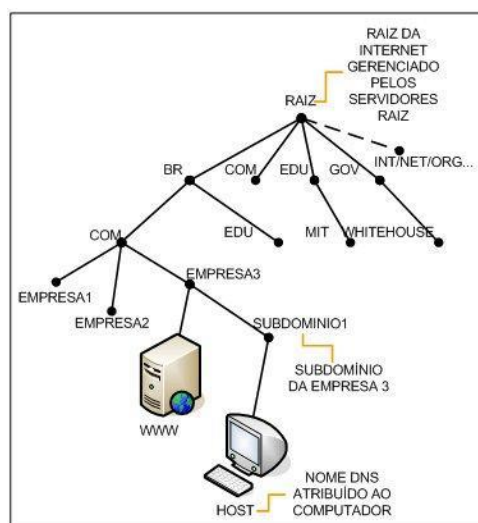 RAIZ DA
INTERNET
GERENCIADO
PELOS
SERVIDORES
RAIZ
RAIZ
INT/NET/ORG...
BR
COM
EDU
GOV
COM
EDU
MIT
WHITEHOUSE
EMPRESA1
EMPRESA2
EMPRESA3
SUBDOMINIO1
SUBDOMÍNIO
DA EMPRESA 3
WWW
HOST
NOME DNS
ATRIBUÍDO AO
COMPUTADOR